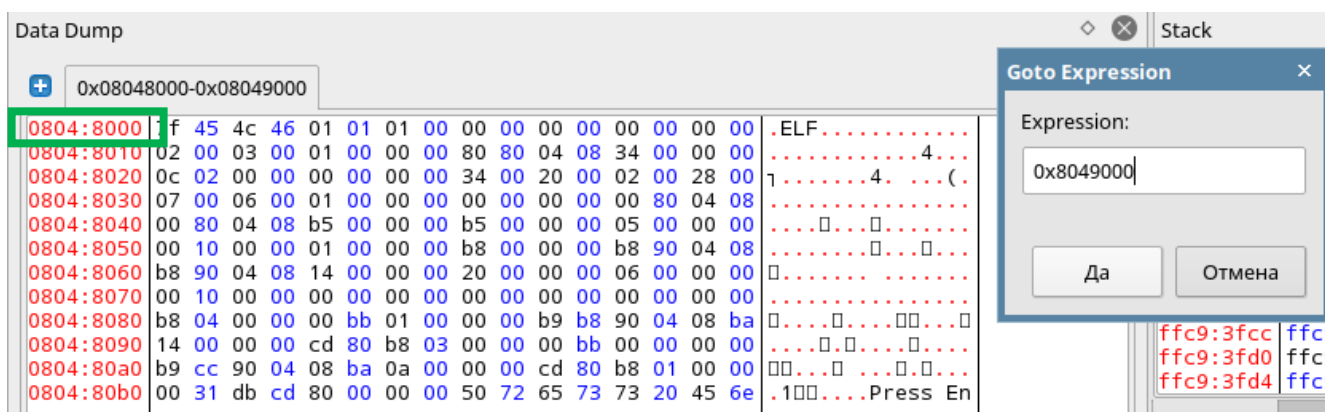 Data Dump
Stack
0x08048000-0x08049000
Goto Expression
Expression:
0x8049000
Да
Отмена
0804:8000 7f 45 4c 46 01 01 01 00 00 00 00 00 00 00 00 00 .ELF............
0804:8010 02 00 03 00 01 00 00 00 80 80 04 08 34 00 00 00 ............4...
0804:8020 0c 02 00 00 00 00 00 00 34 00 20 00 02 00 28 00 ┐.......4. ...(.
0804:8030 07 00 06 00 01 00 00 00 00 00 00 00 00 80 04 08 ................
0804:8040 00 80 04 08 b5 00 00 00 b5 00 00 00 05 00 00 00 ....▯...▯.......
0804:8050 00 10 00 00 01 00 00 00 b8 00 00 00 b8 90 04 08 ........▯...▯...
0804:8060 b8 90 04 08 14 00 00 00 20 00 00 00 06 00 00 00 ▯....... .......
0804:8070 00 10 00 00 00 00 00 00 00 00 00 00 00 00 00 00 ................
0804:8080 b8 04 00 00 00 bb 01 00 00 00 b9 b8 90 04 08 ba ▯....▯....▯▯...▯
0804:8090 14 00 00 00 cd 80 b8 03 00 00 00 bb 00 00 00 00 ....▯.▯....▯....
0804:80a0 b9 cc 90 04 08 ba 0a 00 00 00 cd 80 b8 01 00 00 ▯▯...▯ ...▯.▯...
0804:80b0 00 31 db cd 80 00 00 00 50 72 65 73 73 20 45 6e .1▯▯....Press En
ffc9:3fcc ffc
ffc9:3fd0 ffc
ffc9:3fd4 ffc